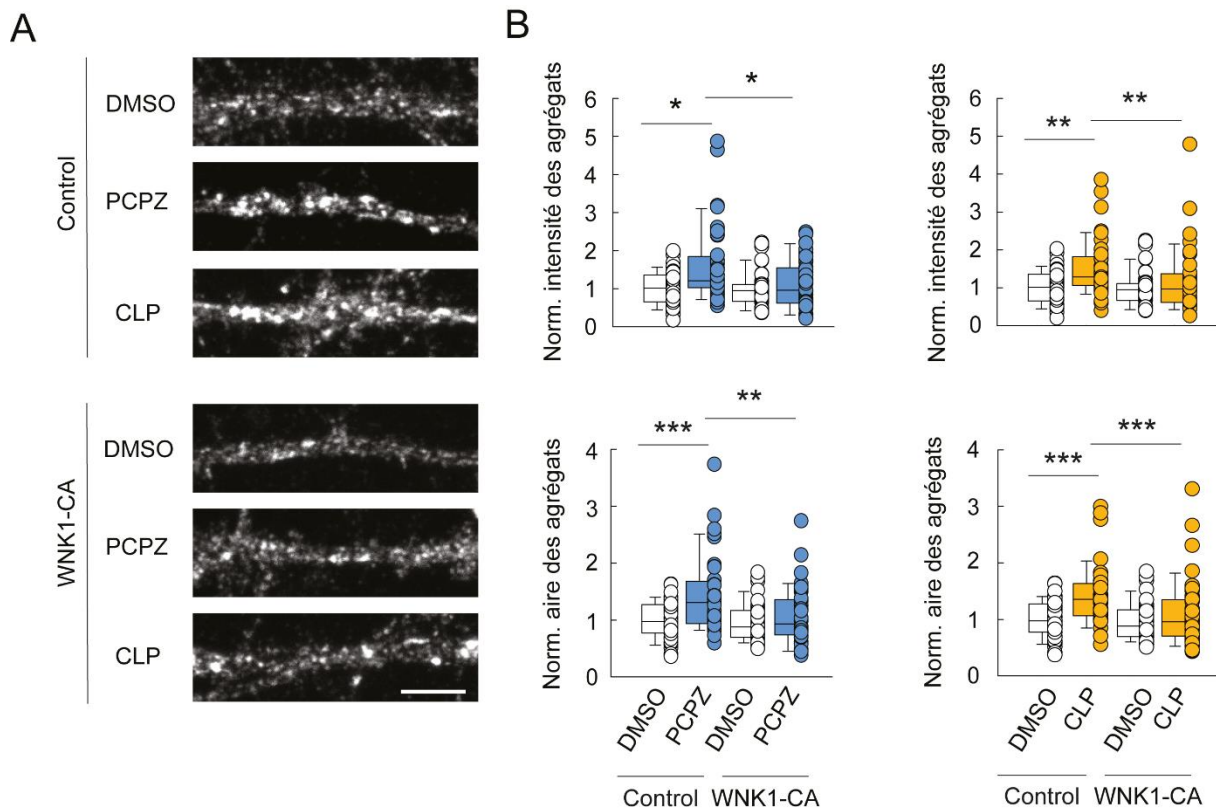 A
Control
DMSO
PCPZ
CLP
WNK1-CA
DMSO
PCPZ
CLP
B
Norm. intensité des agrégats
6
5
4
3
2
1
0
*
*
Norm. intensité des agrégats
6
5
4
3
2
1
0
**
**
Norm. aire des agrégats
4
3
2
1
0
***
**
DMSO
PCPZ
DMSO
PCPZ
Control
WNK1-CA
Norm. aire des agrégats
4
3
2
1
0
***
***
DMSO
CLP
DMSO
CLP
Control
WNK1-CA